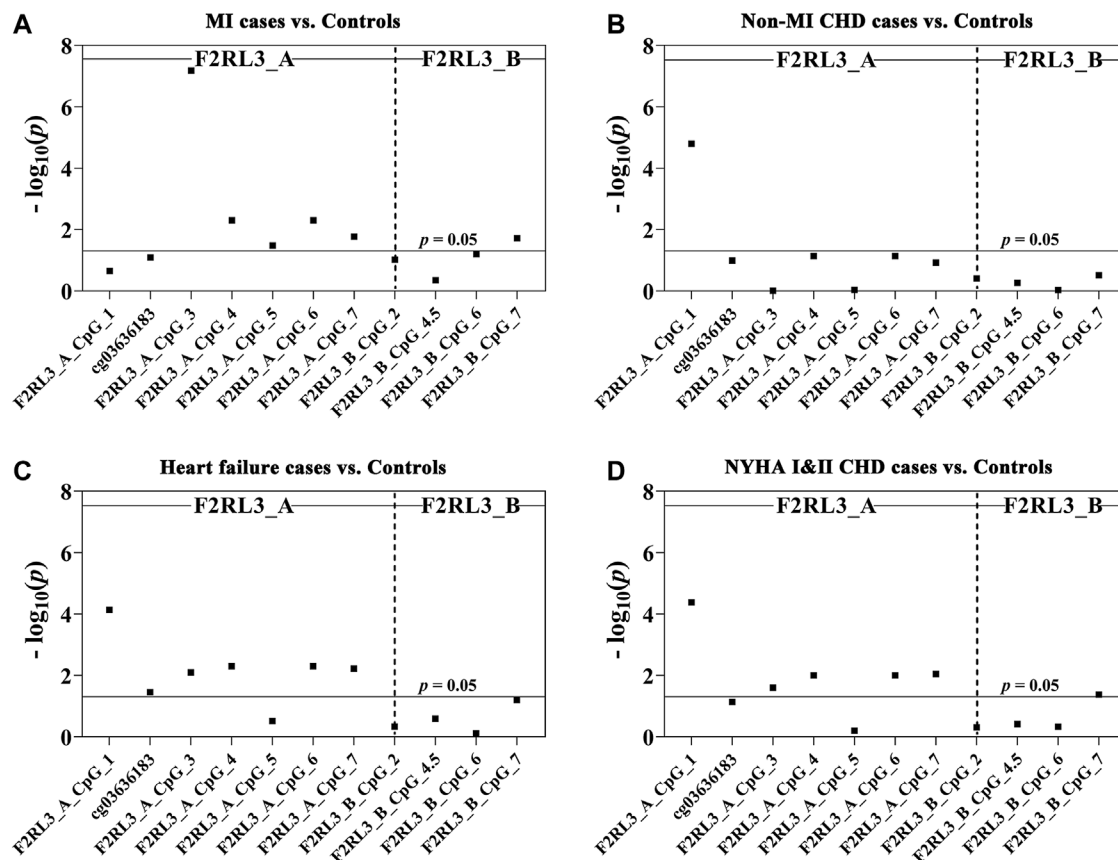 A
MI cases vs. Controls
8
6
4
2
0
- log10(p)
F2RL3_A
F2RL3_B
p = 0.05
F2RL3_A_CpG_1
cg03636183
F2RL3_A_CpG_3
F2RL3_A_CpG_4
F2RL3_A_CpG_5
F2RL3_A_CpG_6
F2RL3_A_CpG_7
F2RL3_B_CpG_2
F2RL3_B_CpG_4.5
F2RL3_B_CpG_6
F2RL3_B_CpG_7
B
Non-MI CHD cases vs. Controls
8
6
4
2
0
- log10(p)
F2RL3_A
F2RL3_B
p = 0.05
F2RL3_A_CpG_1
cg03636183
F2RL3_A_CpG_3
F2RL3_A_CpG_4
F2RL3_A_CpG_5
F2RL3_A_CpG_6
F2RL3_A_CpG_7
F2RL3_B_CpG_2
F2RL3_B_CpG_4.5
F2RL3_B_CpG_6
F2RL3_B_CpG_7
C
Heart failure cases vs. Controls
8
6
4
2
0
- log10(p)
F2RL3_A
F2RL3_B
p = 0.05
F2RL3_A_CpG_1
cg03636183
F2RL3_A_CpG_3
F2RL3_A_CpG_4
F2RL3_A_CpG_5
F2RL3_A_CpG_6
F2RL3_A_CpG_7
F2RL3_B_CpG_2
F2RL3_B_CpG_4.5
F2RL3_B_CpG_6
F2RL3_B_CpG_7
D
NYHA I&II CHD cases vs. Controls
8
6
4
2
0
- log10(p)
F2RL3_A
F2RL3_B
p = 0.05
F2RL3_A_CpG_1
cg03636183
F2RL3_A_CpG_3
F2RL3_A_CpG_4
F2RL3_A_CpG_5
F2RL3_A_CpG_6
F2RL3_A_CpG_7
F2RL3_B_CpG_2
F2RL3_B_CpG_4.5
F2RL3_B_CpG_6
F2RL3_B_CpG_7